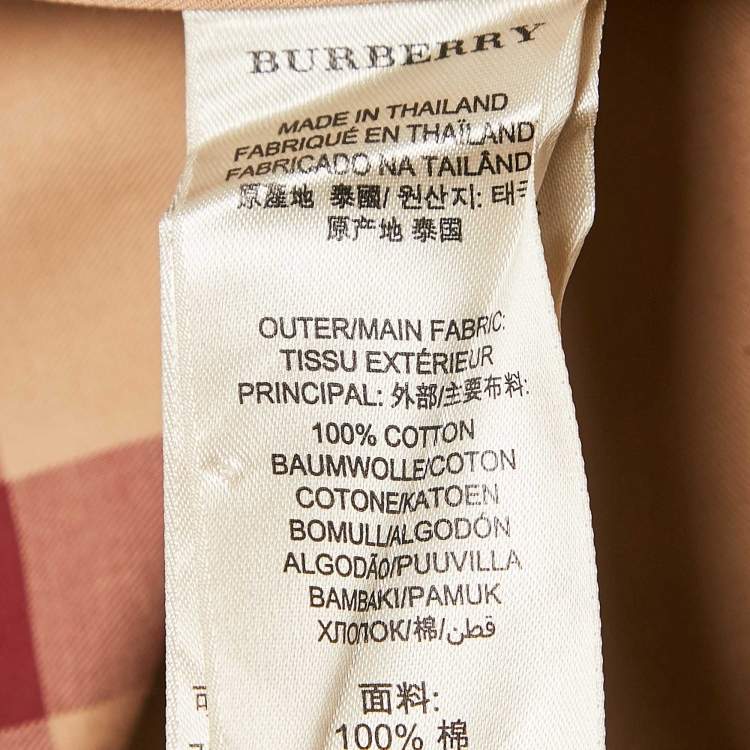 BURBERRY
MADE IN THAILAND
FABRIQUÉ EN THAÏLAND
FABRICADO NA TAILÂND
原產地 泰國/ 원산지: 태국
原产地 泰国
OUTER/MAIN FABRIC:
TISSU EXTÉRIEUR
PRINCIPAL: 外部/主要布料:
100% COTTON
BAUMWOLLE/COTON
COTONE/KATOEN
BOMULL/ALGODÓN
ALGODÃO/PUUVILLA
BAMBAKI/PAMUK
ХЛОПОК/棉/قطن
面料:
100% 棉